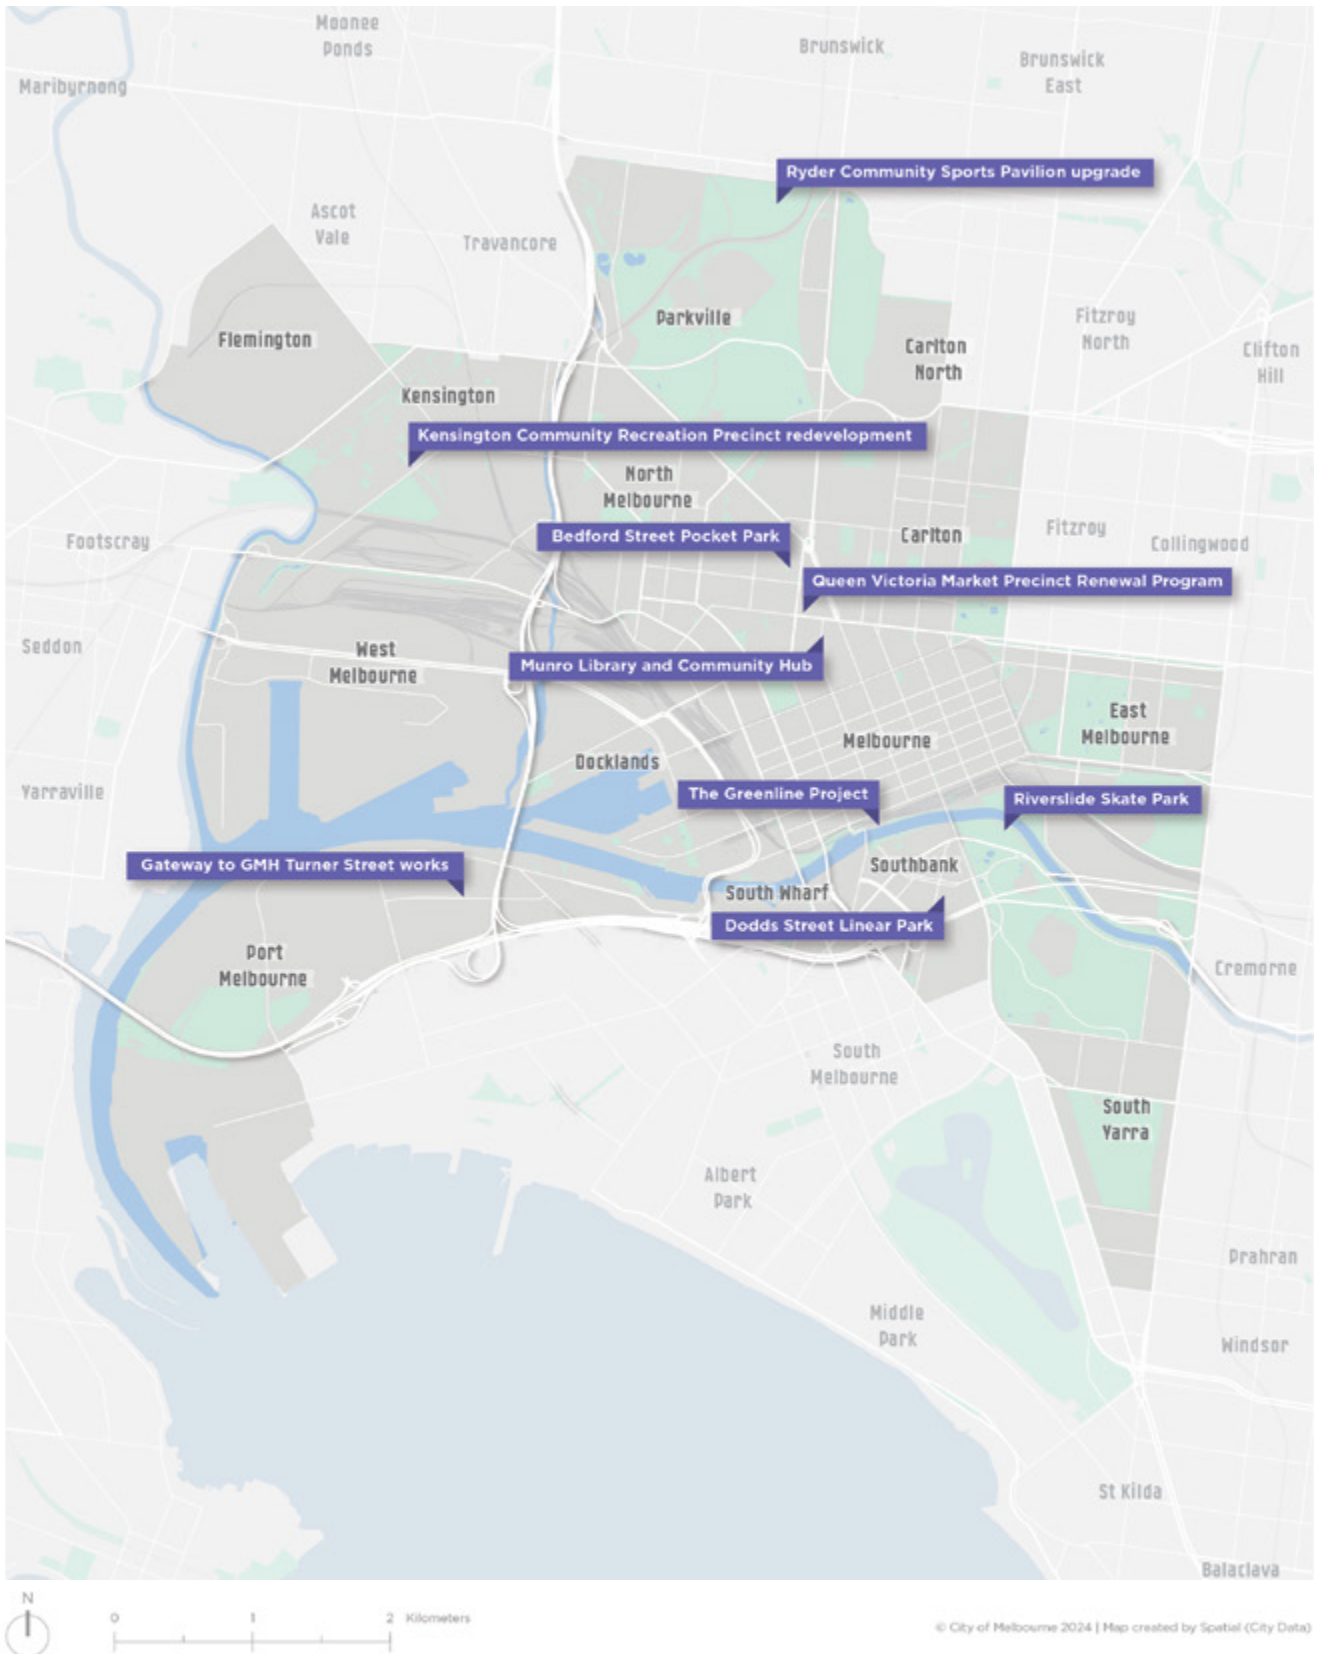 Moonee
Ponds
Brunswick
Brunswick
East
Maribyrnong
Ryder Community Sports Pavilion upgrade
Ascot
Vale
Travancore
Parkville
Fitzroy
North
Flemington
Carlton
North
Clifton
Hill
Kensington
Kensington Community Recreation Precinct redevelopment
North
Melbourne
Footscray
Bedford Street Pocket Park
Carlton
Fitzroy
Collingwood
Queen Victoria Market Precinct Renewal Program
Seddon
West
Melbourne
Munro Library and Community Hub
East
Melbourne
Melbourne
Docklands
Yarraville
The Greenline Project
Riverslide Skate Park
Gateway to GMH Turner Street works
Southbank
South Wharf
Dodds Street Linear Park
Port
Melbourne
Cremorne
South
Melbourne
South
Yarra
Albert
Park
Prahran
Middle
Park
Windsor
St Kilda
Balaclava
N
0 1 2 Kilometers
© City of Melbourne 2024 | Map created by Spatial (City Data)